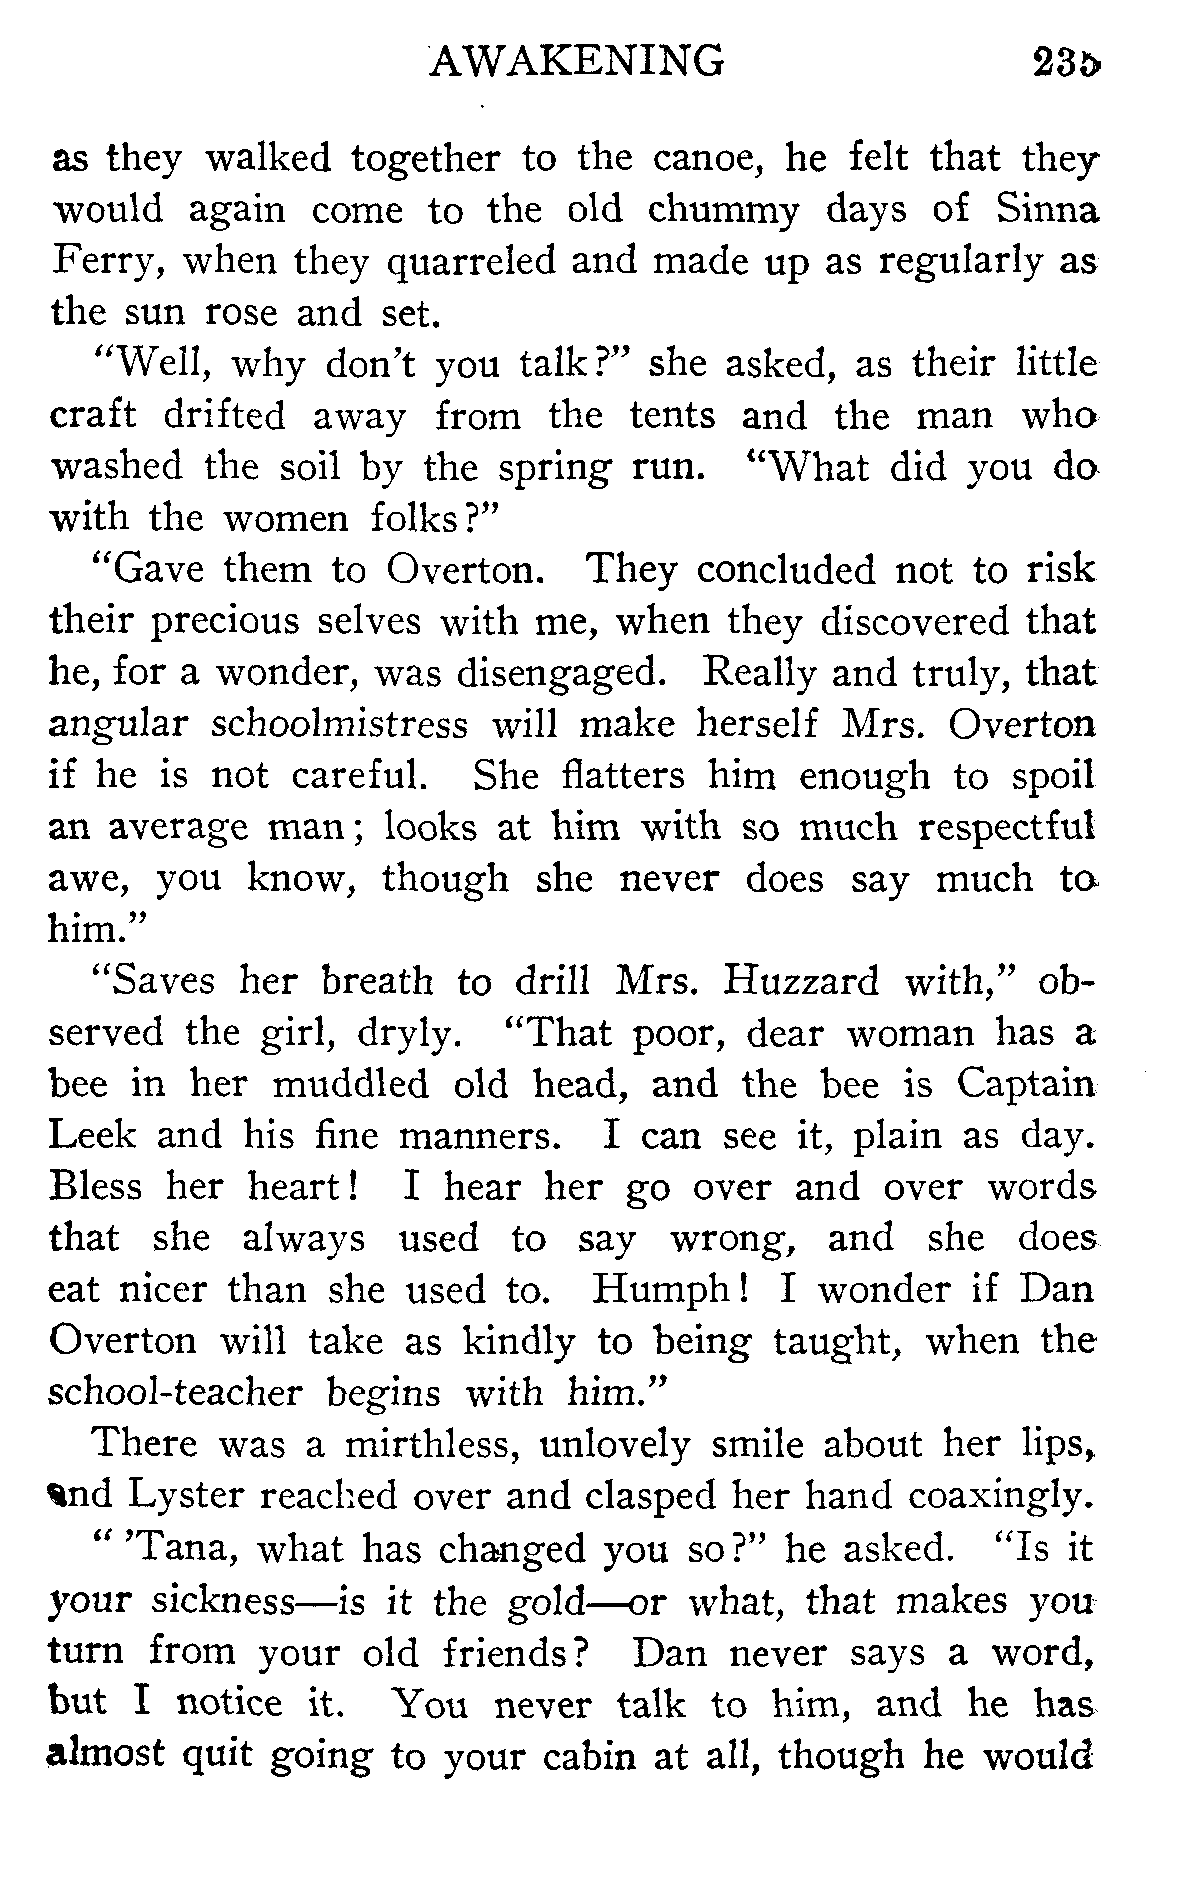 AWAKENING 235
as they walked together to the canoe, he felt that they
would again come to the old chummy days of Sinna
Ferry, when they quarreled and made up as regularly as
the sun rose and set.
"Well, why don't you talk?" she asked, as their little
craft drifted away from the tents and the man who
washed the soil by the spring run. "What did you do
with the women folks?"
"Gave them to Overton. They concluded not to risk
their precious selves with me, when they discovered that
he, for a wonder, was disengaged. Really and truly, that
angular schoolmistress will make herself Mrs. Overton
if he is not careful. She flatters him enough to spoil
an average man; looks at him with so much respectful
awe, you know, though she never does say much to
him."
"Saves her breath to drill Mrs. Huzzard with," ob-
served the girl, dryly. "That poor, dear woman has a
bee in her muddled old head, and the bee is Captain
Leek and his fine manners. I can see it, plain as day.
Bless her heart! I hear her go over and over words
that she always used to say wrong, and she does
eat nicer than she used to. Humph! I wonder if Dan
Overton will take as kindly to being taught, when the
school-teacher begins with him."
There was a mirthless, unlovely smile about her lips,
and Lyster reached over and clasped her hand coaxingly.
" 'Tana, what has changed you so?" he asked. "Is it
your sickness—is it the gold—or what, that makes you
turn from your old friends? Dan never says a word,
but I notice it. You never talk to him, and he has
almost quit going to your cabin at all, though he would